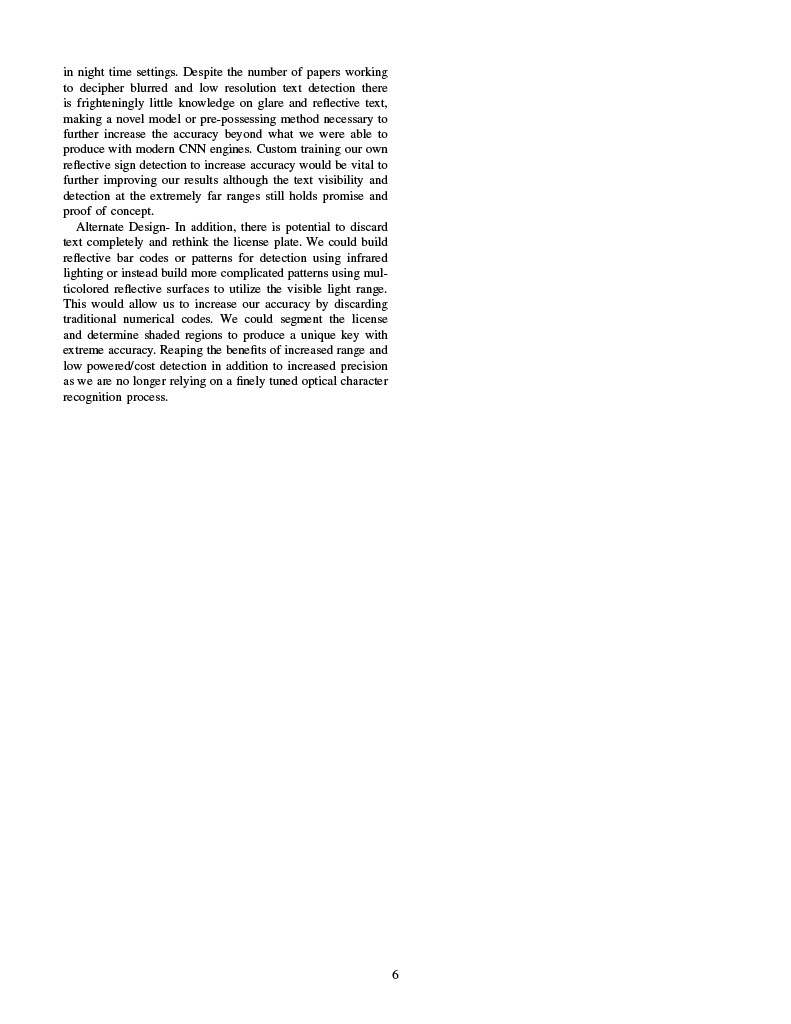 in night time settings. Despite the number of papers working
to decipher blurred and low resolution text detection there
is frighteningly little knowledge on glare and reflective text,
making a novel model or pre-possessing method necessary to
further increase the accuracy beyond what we were able to
produce with modern CNN engines. Custom training our own
reflective sign detection to increase accuracy would be vital to
further improving our results although the text visibility and
detection at the extremely far ranges still holds promise and
proof of concept.
Alternate Design- In addition, there is potential to discard
text completely and rethink the license plate. We could build
reflective bar codes or patterns for detection using infrared
lighting or instead build more complicated patterns using mul-
ticolored reflective surfaces to utilize the visible light range.
This would allow us to increase our accuracy by discarding
traditional numerical codes. We could segment the license
and determine shaded regions to produce a unique key with
extreme accuracy. Reaping the benefits of increased range and
low powered/cost detection in addition to increased precision
as we are no longer relying on a finely tuned optical character
recognition process.
6